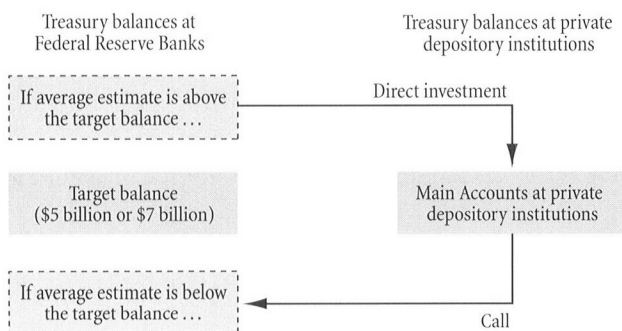 Treasury balances at
Federal Reserve Banks
Treasury balances at private
depository institutions
If average estimate is above
the target balance . . .
Direct investment
Target balance
($5 billion or $7 billion)
Main Accounts at private
depository institutions
If average estimate is below
the target balance . . .
Call